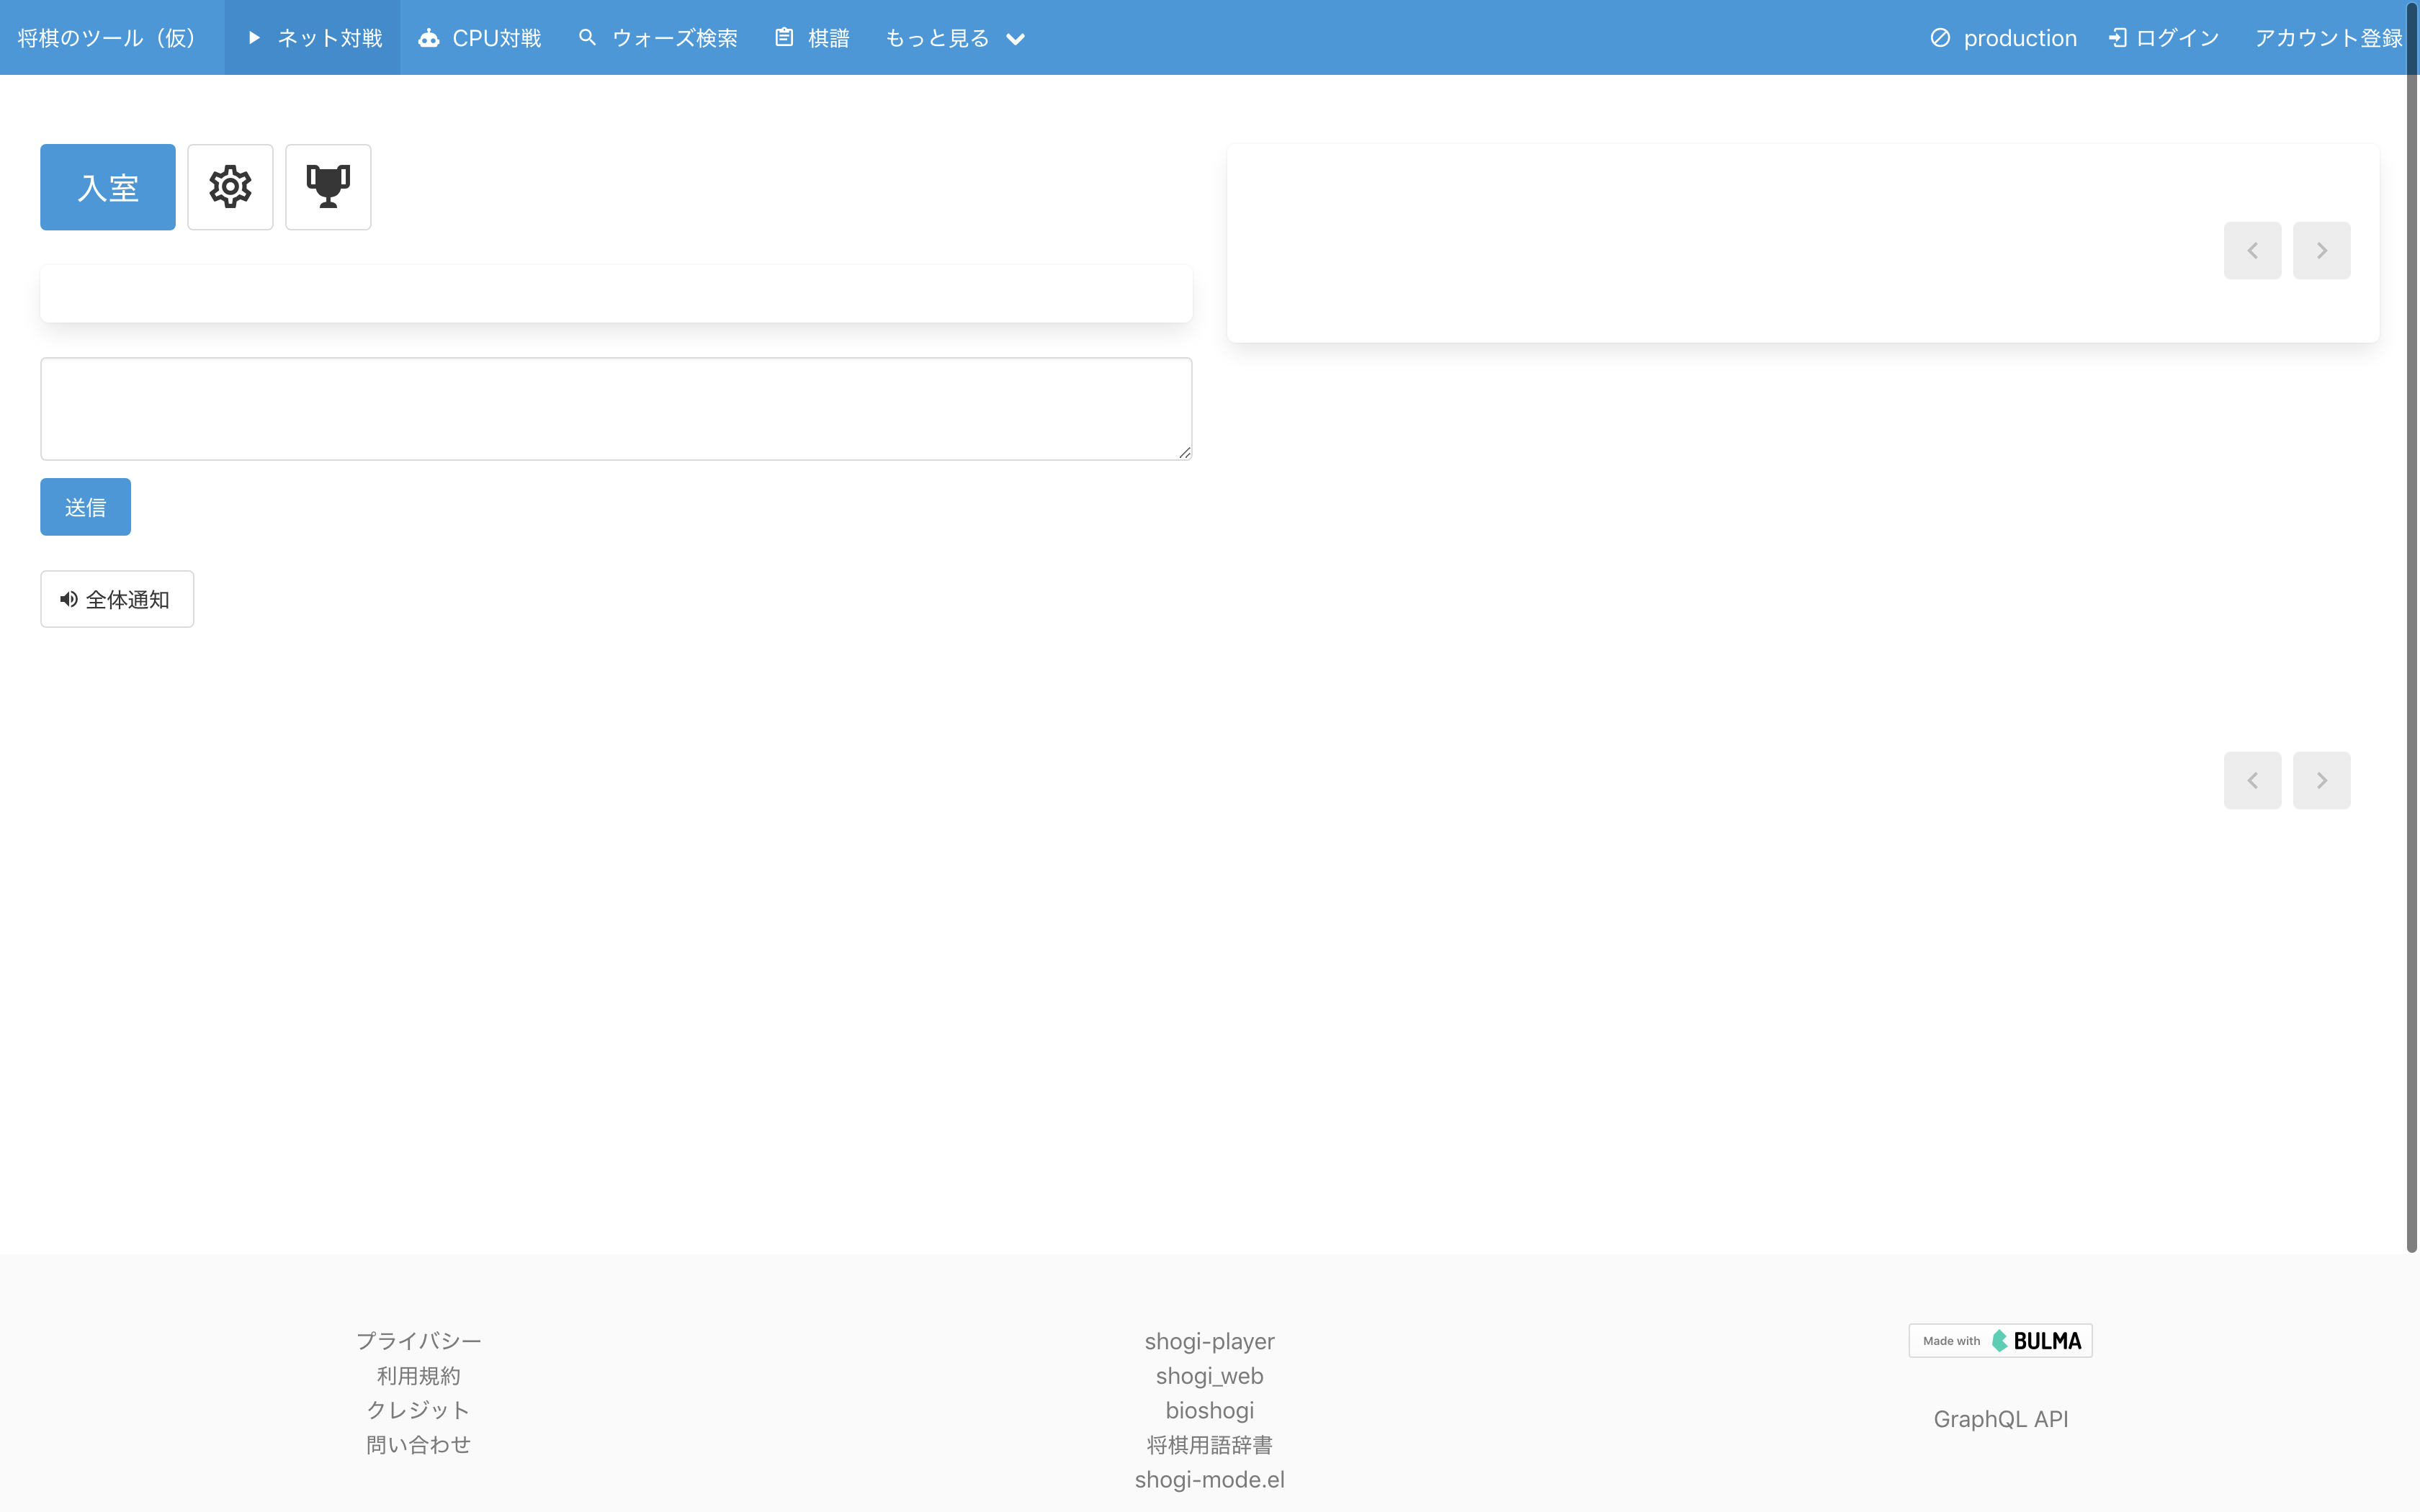 将棋のツール（仮）
ネット対戦
CPU対戦
ウォーズ検索
棋譜
もっと見る
production
ログイン
アカウント登録
入室
送信
全体通知
プライバシー
利用規約
クレジット
問い合わせ
shogi-player
shogi_web
bioshogi
将棋用語辞書
shogi-mode.el
Made with BULMA
GraphQL API